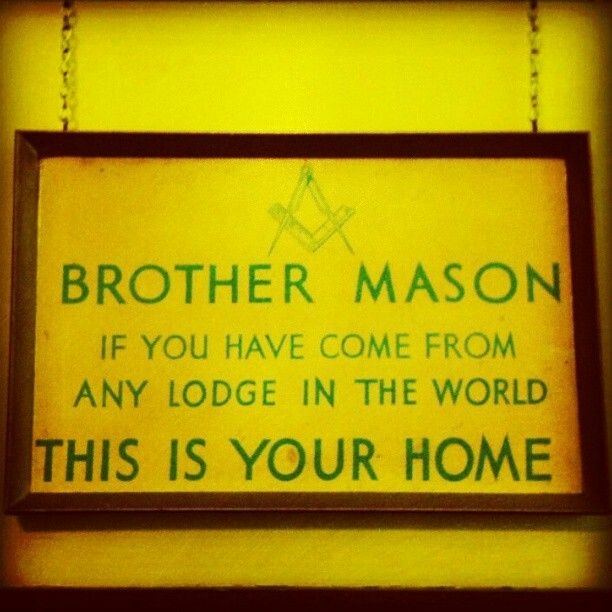 BROTHER MASON
IF YOU HAVE COME FROM
ANY LODGE IN THE WORLD
THIS IS YOUR HOME